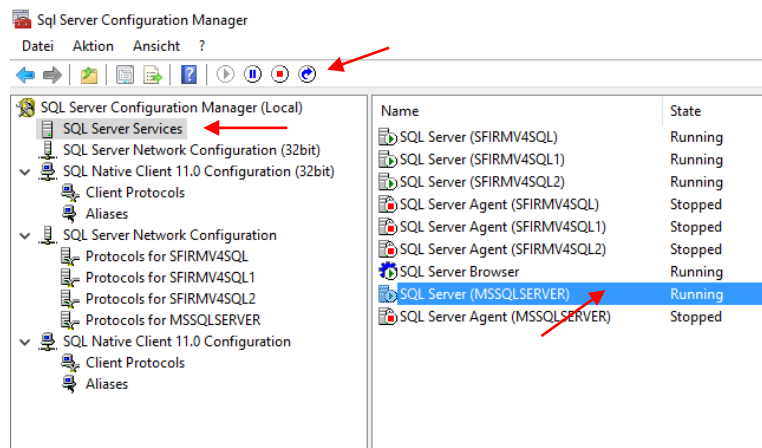 Sql Server Configuration Manager
Datei Aktion Ansicht ?
SQL Server Configuration Manager (Local)
SQL Server Services
SQL Server Network Configuration (32bit)
SQL Native Client 11.0 Configuration (32bit)
Client Protocols
Aliases
SQL Server Network Configuration
Protocols for SFIRMV4SQL
Protocols for SFIRMV4SQL1
Protocols for SFIRMV4SQL2
Protocols for MSSQLSERVER
SQL Native Client 11.0 Configuration
Client Protocols
Aliases
Name State
SQL Server (SFIRMV4SQL) Running
SQL Server (SFIRMV4SQL1) Running
SQL Server (SFIRMV4SQL2) Running
SQL Server Agent (SFIRMV4SQL) Stopped
SQL Server Agent (SFIRMV4SQL1) Stopped
SQL Server Agent (SFIRMV4SQL2) Stopped
SQL Server Browser Running
SQL Server (MSSQLSERVER) Running
SQL Server Agent (MSSQLSERVER) Stopped